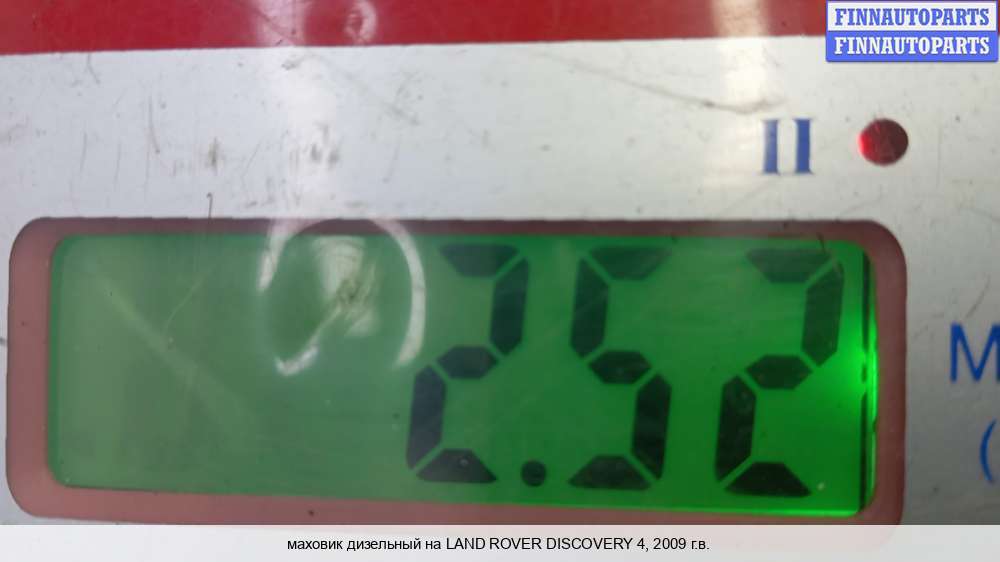 FINNAUTOPARTS
FINNAUTOPARTS
II
2.52
M
(
маховик дизельный на LAND ROVER DISCOVERY 4, 2009 г.в.